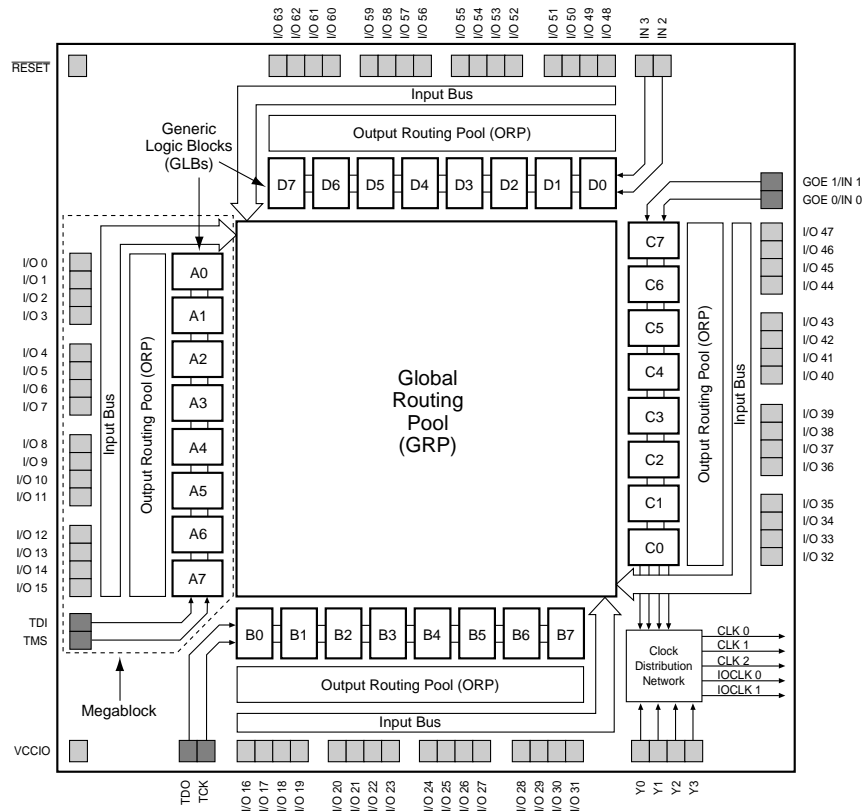 I/O 63
I/O 62
I/O 61
I/O 60
I/O 59
I/O 58
I/O 57
I/O 56
I/O 55
I/O 54
I/O 53
I/O 52
I/O 51
I/O 50
I/O 49
I/O 48
IN 3
IN 2
RESET
Input Bus
Output Routing Pool (ORP)
Generic
Logic Blocks
(GLBs)
D7
D6
D5
D4
D3
D2
D1
D0
GOE 1/IN 1
GOE 0/IN 0
I/O 0
I/O 1
I/O 2
I/O 3
I/O 4
I/O 5
I/O 6
I/O 7
I/O 8
I/O 9
I/O 10
I/O 11
I/O 12
I/O 13
I/O 14
I/O 15
TDI
TMS
Input Bus
Output Routing Pool (ORP)
A0
A1
A2
A3
A4
A5
A6
A7
Global
Routing
Pool
(GRP)
C7
C6
C5
C4
C3
C2
C1
C0
Output Routing Pool (ORP)
Input Bus
I/O 47
I/O 46
I/O 45
I/O 44
I/O 43
I/O 42
I/O 41
I/O 40
I/O 39
I/O 38
I/O 37
I/O 36
I/O 35
I/O 34
I/O 33
I/O 32
B0
B1
B2
B3
B4
B5
B6
B7
Output Routing Pool (ORP)
Input Bus
Megablock
Clock
Distribution
Network
CLK 0
CLK 1
CLK 2
IOCLK 0
IOCLK 1
VCCIO
TDO
TCK
I/O 16
I/O 17
I/O 18
I/O 19
I/O 20
I/O 21
I/O 22
I/O 23
I/O 24
I/O 25
I/O 26
I/O 27
I/O 28
I/O 29
I/O 30
I/O 31
Y0
Y1
Y2
Y3